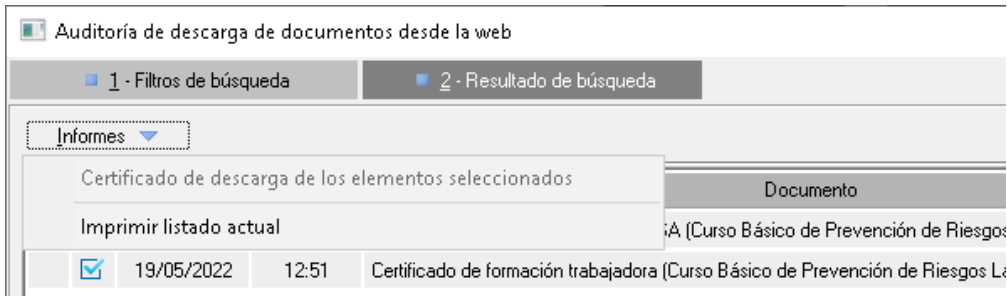 Auditoría de descarga de documentos desde la web
1 - Filtros de búsqueda
2 - Resultado de búsqueda
Informes
Certificado de descarga de los elementos seleccionados
Documento
Imprimir listado actual
(Curso Básico de Prevención de Riesgos
19/05/2022 12:51 Certificado de formación trabajadora (Curso Básico de Prevención de Riesgos La